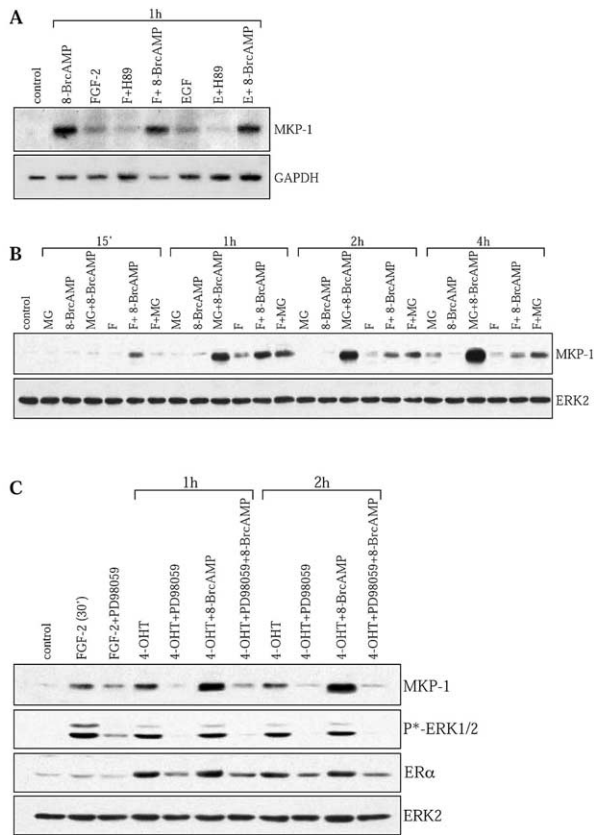 A
1h
control
8-BrcAMP
FGF-2
F+H89
F+ 8-BrcAMP
EGF
E+H89
E+ 8-BrcAMP
MKP-1
GAPDH
B
15'
1h
2h
4h
control
MG
8-BrcAMP
MG+8-BrcAMP
F
F+ 8-BrcAMP
F+MG
MG
8-BrcAMP
MG+8-BrcAMP
F
F+ 8-BrcAMP
F+MG
MG
8-BrcAMP
MG+8-BrcAMP
F
F+ 8-BrcAMP
F+MG
MG
8-BrcAMP
MG+8-BrcAMP
F
F+ 8-BrcAMP
F+MG
MKP-1
ERK2
C
1h
2h
control
FGF-2 (30')
FGF-2+PD98059
4-OHT
4-OHT+PD98059
4-OHT+8-BrcAMP
4-OHT+PD98059+8-BrcAMP
4-OHT
4-OHT+PD98059
4-OHT+8-BrcAMP
4-OHT+PD98059+8-BrcAMP
MKP-1
P*-ERK1/2
ERα
ERK2